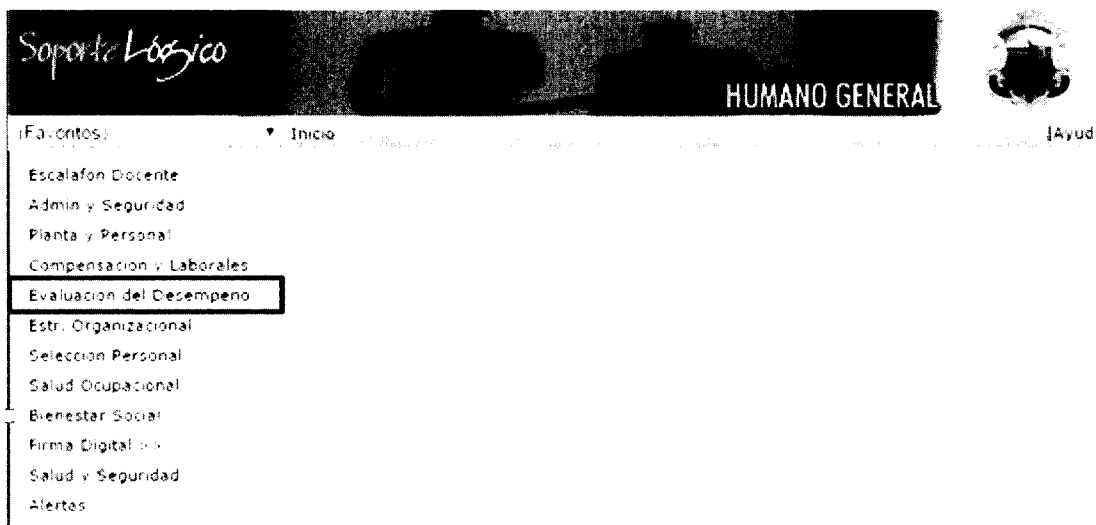 Soporte Lógico
HUMANO GENERAL
(Favoritos) ▼ Inicio |Ayud
Escalafon Docente
Admin y Seguridad
Planta y Personal
Compensacion y Laborales
Evaluacion del Desempeno
Estr. Organizacional
Seleccion Personal
Salud Ocupacional
Bienestar Social
Firma Digital >>
Salud y Seguridad
Alertas